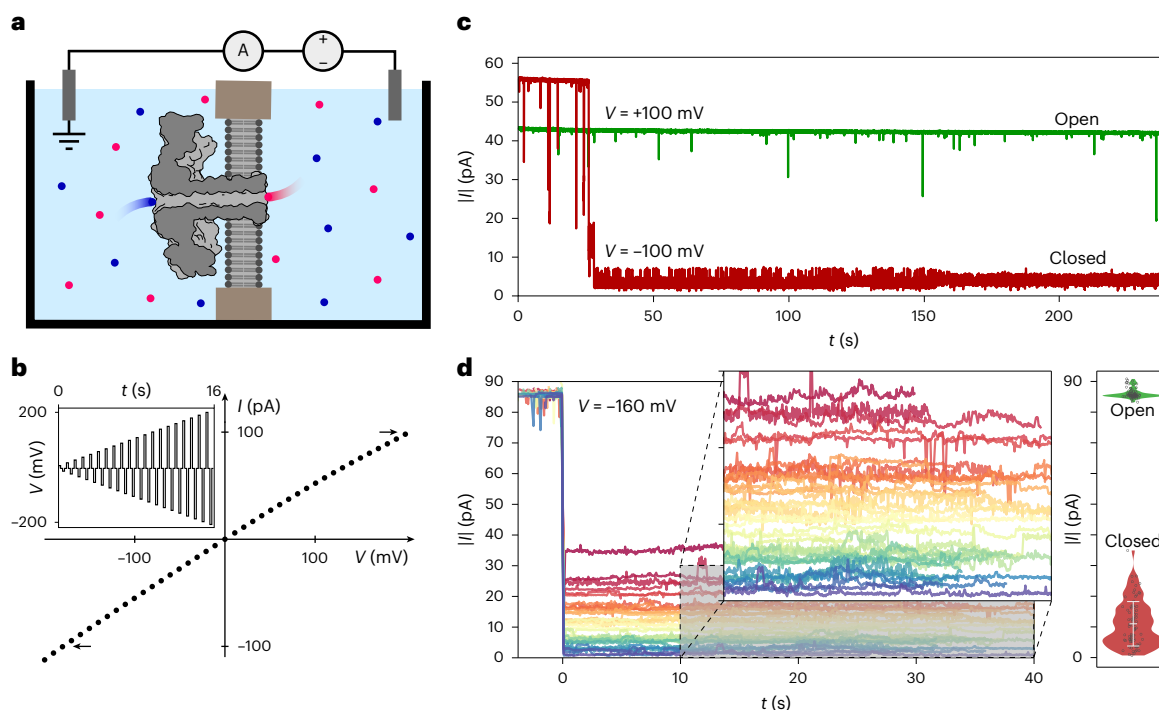 a
A
+
−
b
0
t (s)
16
200
V (mV)
−200
I (pA)
100
−100
100
V (mV)
−100
c
60
50
40
30
20
10
0
|I| (pA)
V = +100 mV
Open
V = −100 mV
Closed
0
50
100
150
200
t (s)
d
90
80
70
60
50
40
30
20
10
0
|I| (pA)
V = −160 mV
0
10
20
30
40
t (s)
90
Open
|I| (pA)
Closed
0